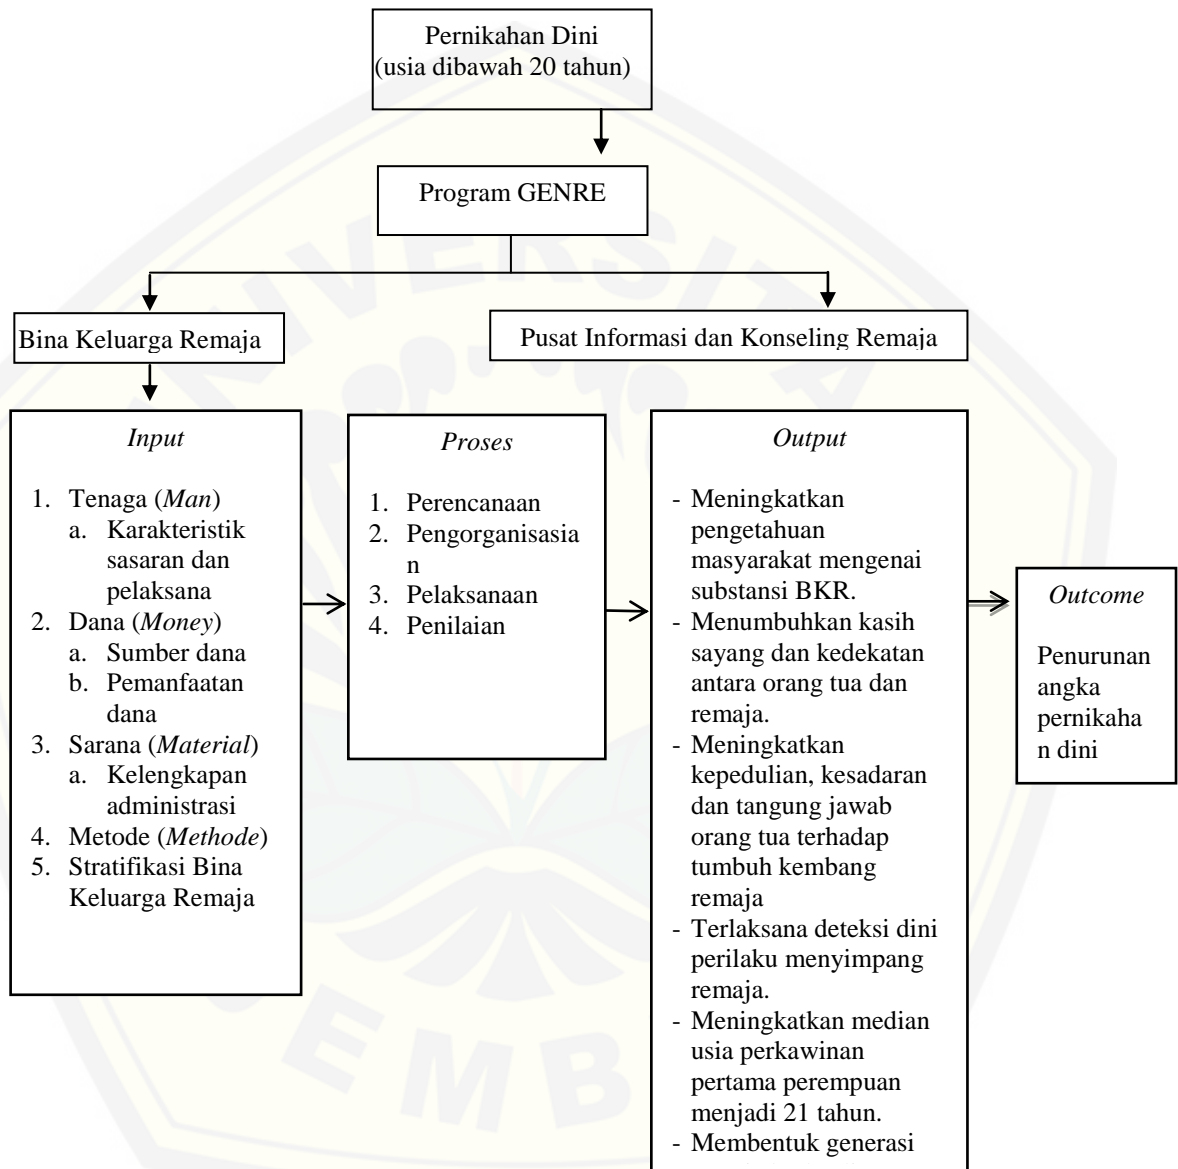 Pernikahan Dini
(usia dibawah 20 tahun)
Program GENRE
Bina Keluarga Remaja
Pusat Informasi dan Konseling Remaja
Input
1. Tenaga (Man)
a. Karakteristik
sasaran dan
pelaksana
2. Dana (Money)
a. Sumber dana
b. Pemanfaatan
dana
3. Sarana (Material)
a. Kelengkapan
administrasi
4. Metode (Methode)
5. Stratifikasi Bina
Keluarga Remaja
Proses
1. Perencanaan
2. Pengorganisasia
n
3. Pelaksanaan
4. Penilaian
Output
- Meningkatkan
pengetahuan
masyarakat mengenai
substansi BKR.
- Menumbuhkan kasih
sayang dan kedekatan
antara orang tua dan
remaja.
- Meningkatkan
kepedulian, kesadaran
dan tangung jawab
orang tua terhadap
tumbuh kembang
remaja
- Terlaksana deteksi dini
perilaku menyimpang
remaja.
- Meningkatkan median
usia perkawinan
pertama perempuan
menjadi 21 tahun.
- Membentuk generasi
Outcome
Penurunan
angka
pernikaha
n dini